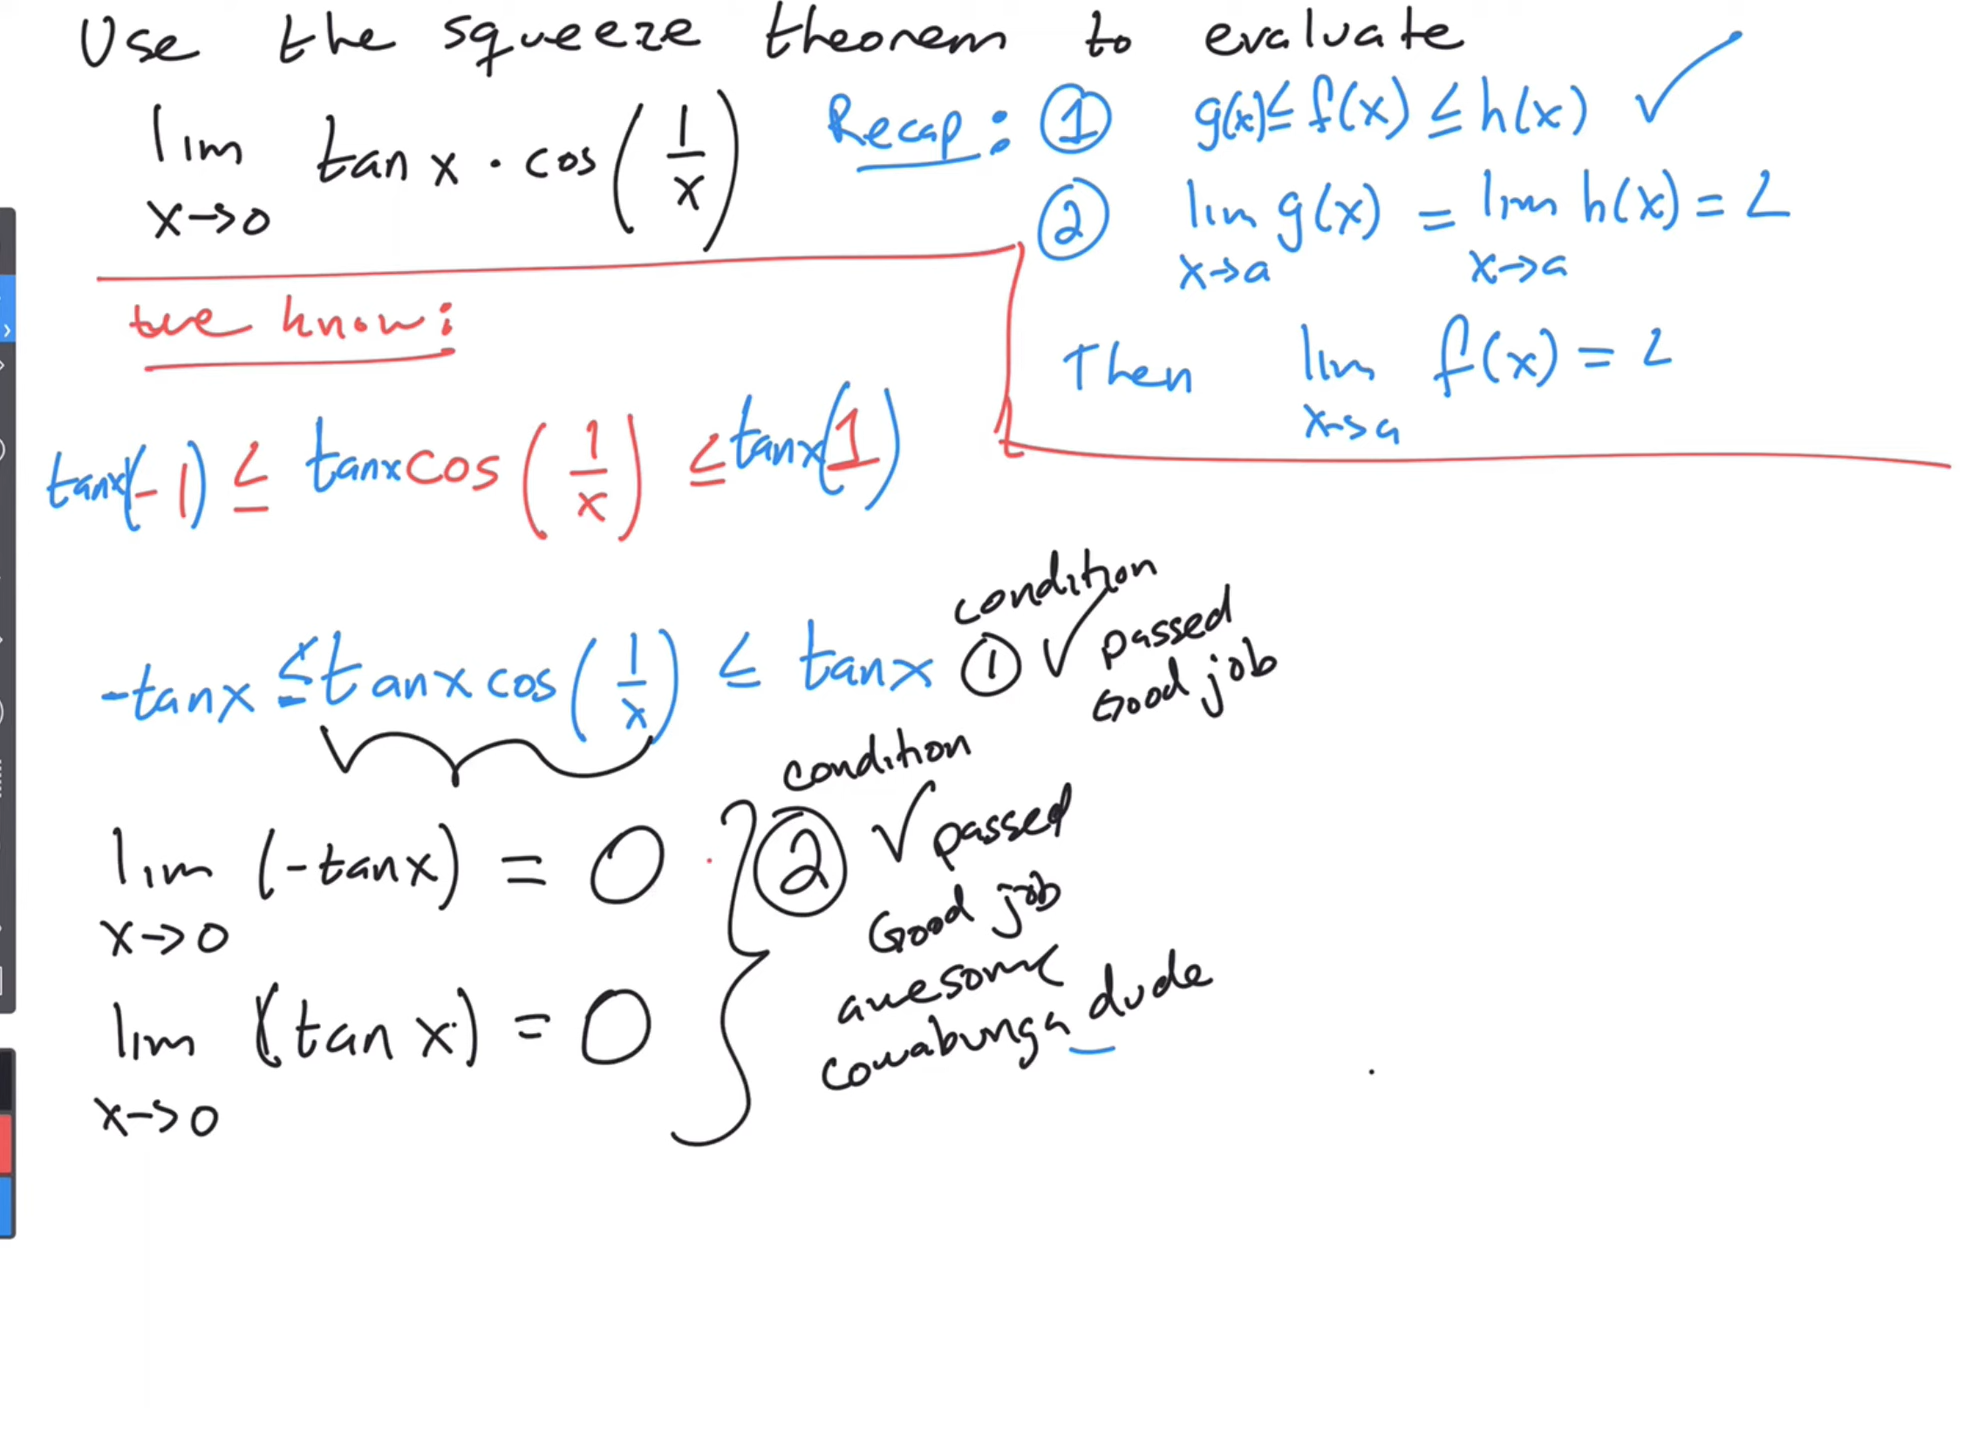 Use the squeeze theorem to evaluate
lim tan x · cos(1/x)
x→0
Recap: ① g(x) ≤ f(x) ≤ h(x) ✓
② lim g(x) = lim h(x) = L
x→a x→a
Then lim f(x) = L
x→a
we know:
tanx(-1) ≤ tanx cos(1/x) ≤ tanx(1)
-tanx ≤ tanx cos(1/x) ≤ tanx
condition
① ✓ passed
Good job
lim (-tanx) = 0
x→0
lim (tan x) = 0
x→0
condition
② ✓ passed
Good job
awesome
cowabunga dude